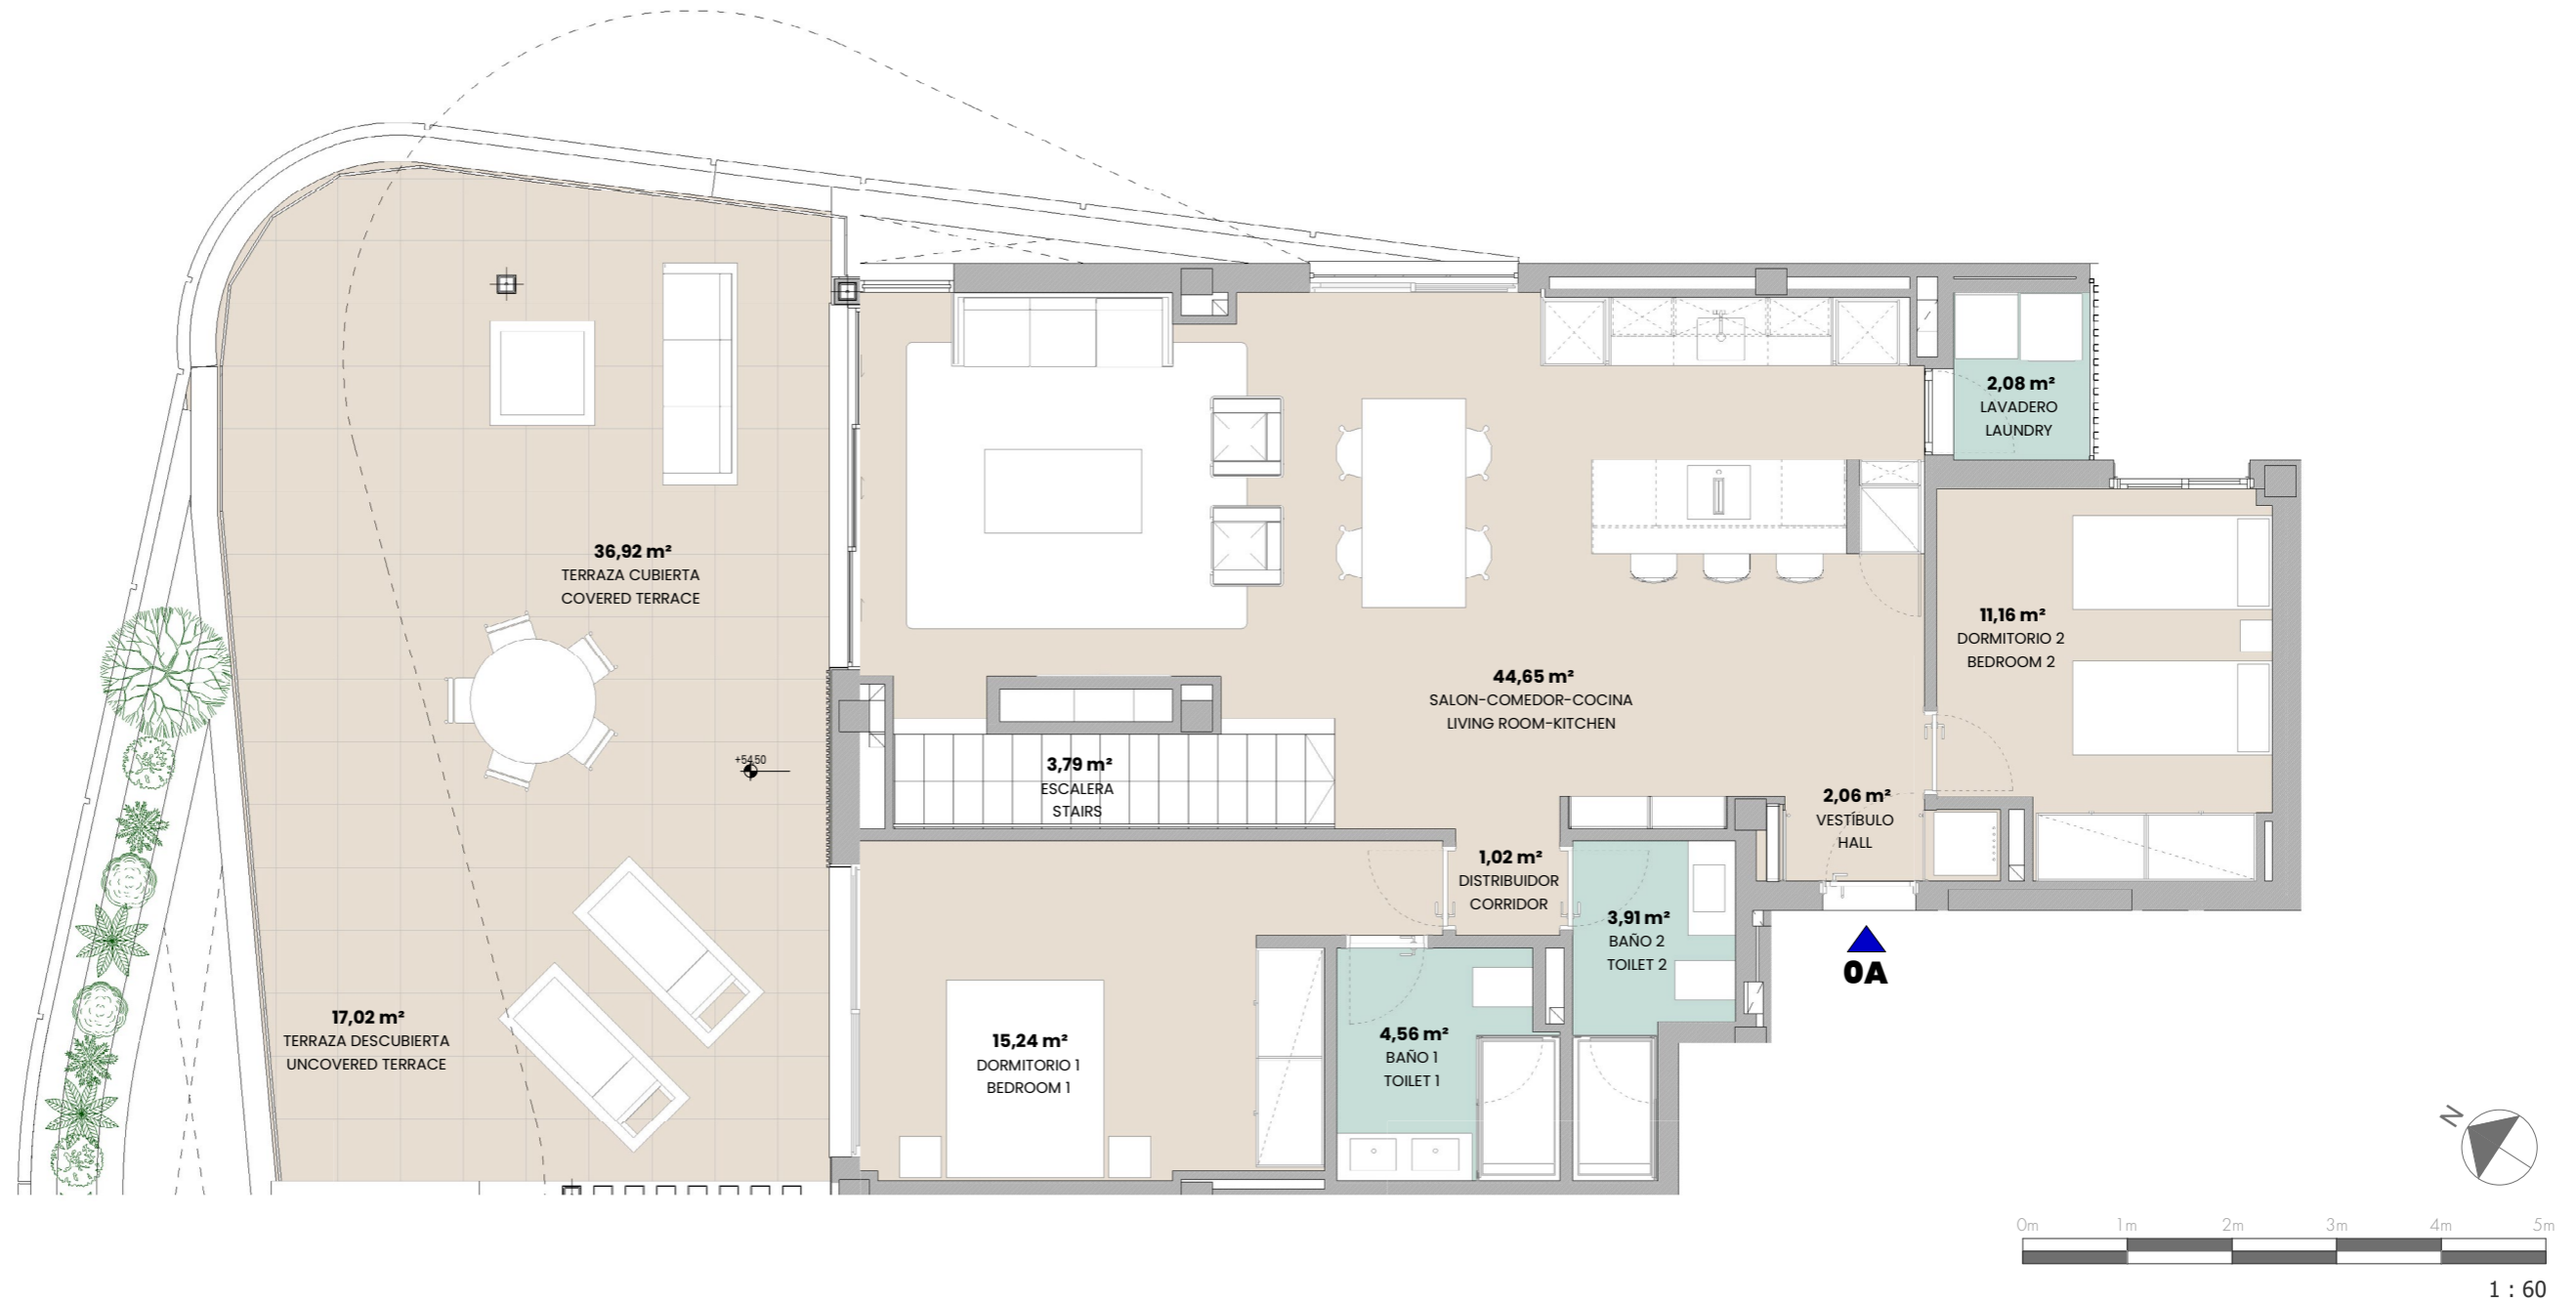 2,08 m²
LAVADERO
LAUNDRY
36,92 m²
TERRAZA CUBIERTA
COVERED TERRACE
11,16 m²
DORMITORIO 2
BEDROOM 2
44,65 m²
SALON-COMEDOR-COCINA
LIVING ROOM-KITCHEN
+54.50
3,79 m²
ESCALERA
STAIRS
2,06 m²
VESTÍBULO
HALL
1,02 m²
DISTRIBUIDOR
CORRIDOR
3,91 m²
BAÑO 2
TOILET 2
0A
17,02 m²
TERRAZA DESCUBIERTA
UNCOVERED TERRACE
15,24 m²
DORMITORIO 1
BEDROOM 1
4,56 m²
BAÑO 1
TOILET 1
N
0m 1m 2m 3m 4m 5m
1 : 60